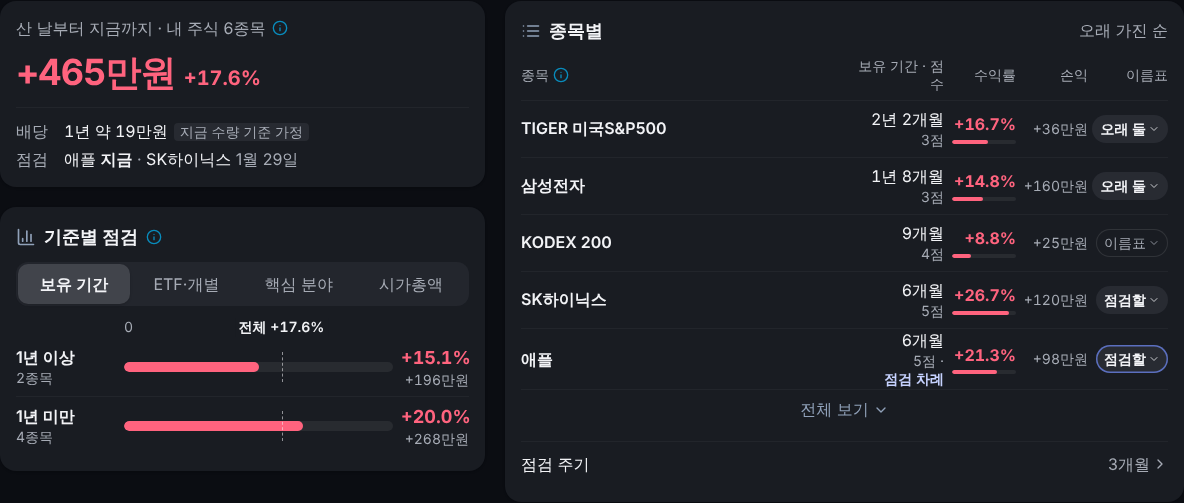 산 날부터 지금까지 · 내 주식 6종목
+465만원 +17.6%
배당 1년 약 19만원 지금 수량 기준 가정
점검 애플 지금 · SK하이닉스 1월 29일
기준별 점검
보유 기간 ETF·개별 핵심 분야 시가총액
0 전체 +17.6%
1년 이상 +15.1%
2종목 +196만원
1년 미만 +20.0%
4종목 +268만원
종목별 오래 가진 순
종목 보유 기간 · 점수 수익률 손익 이름표
TIGER 미국S&P500 2년 2개월 +16.7% +36만원 오래 둘
3점
삼성전자 1년 8개월 +14.8% +160만원 오래 둘
3점
KODEX 200 9개월 +8.8% +25만원 이름표
4점
SK하이닉스 6개월 +26.7% +120만원 점검할
5점
애플 6개월 +21.3% +98만원 점검할
5점 ·
점검 차례
전체 보기
점검 주기 3개월